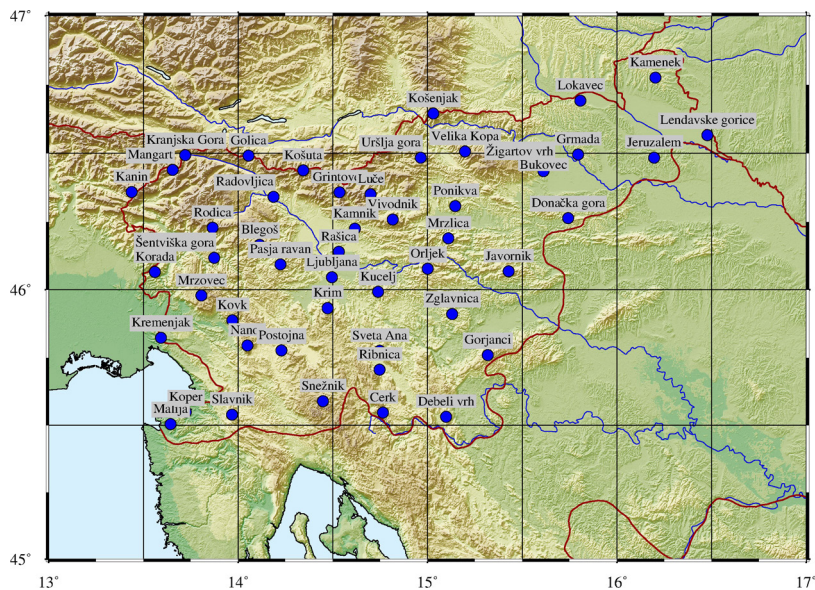 47°
Kamenek
Lokavec
Košenjak
Lendavske gorice
Kranjska Gora
Golica
Uršlja gora
Velika Kopa
Žigartov vrh
Grmada
Jeruzalem
Mangart
Košuta
Bukovec
Kanin
Radovljica
Grintovec
Luče
Ponikva
Rodica
Kamnik
Vivodnik
Donačka gora
Blegoš
Mrzlica
Šentviška gora
Rašica
Korada
Pasja ravan
Ljubljana
Orljek
Javornik
Mrzovec
Kucelj
46°
Krim
Zglavnica
Kovk
Kremenjak
Postojna
Sveta Ana
Gorjanci
Ribnica
Koper
Slavnik
Snežnik
Cerk
Debeli vrh
45°
13°
14°
15°
16°
17°